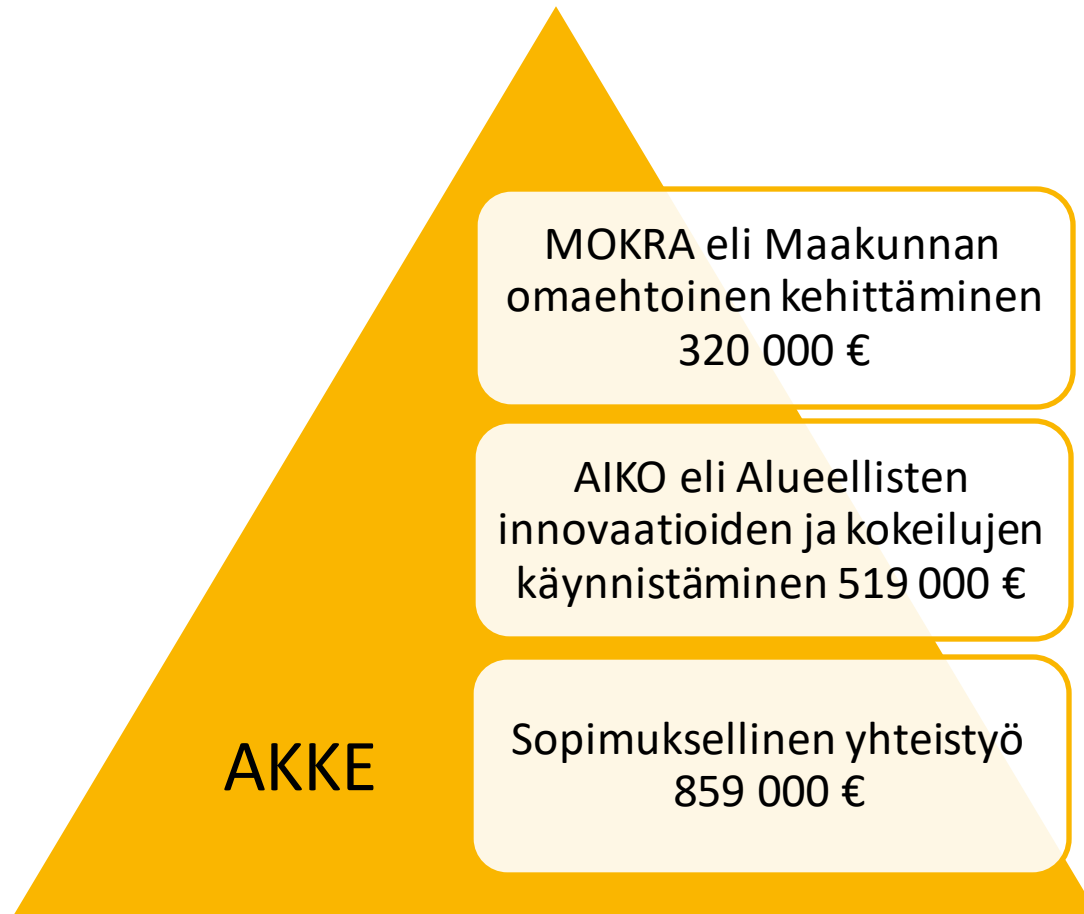 MOKRA eli Maakunnan
omaehtoinen kehittäminen
320 000 €
AIKO eli Alueellisten
innovaatioiden ja kokeilujen
käynnistäminen 519 000 €
AKKE
Sopimuksellinen yhteistyö
859 000 €